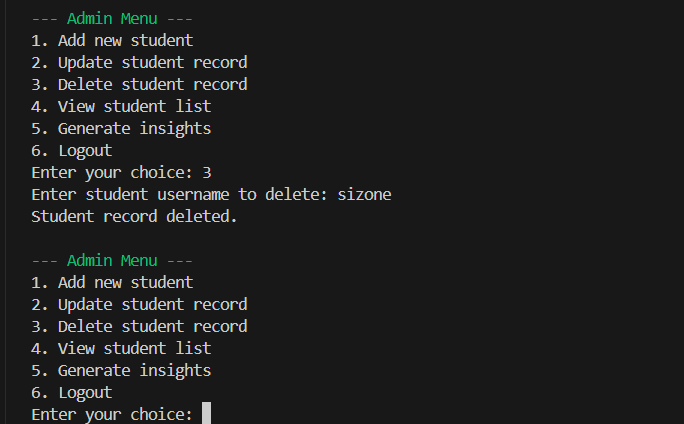 --- Admin Menu ---
1. Add new student
2. Update student record
3. Delete student record
4. View student list
5. Generate insights
6. Logout
Enter your choice: 3
Enter student username to delete: sizone
Student record deleted.
--- Admin Menu ---
1. Add new student
2. Update student record
3. Delete student record
4. View student list
5. Generate insights
6. Logout
Enter your choice: